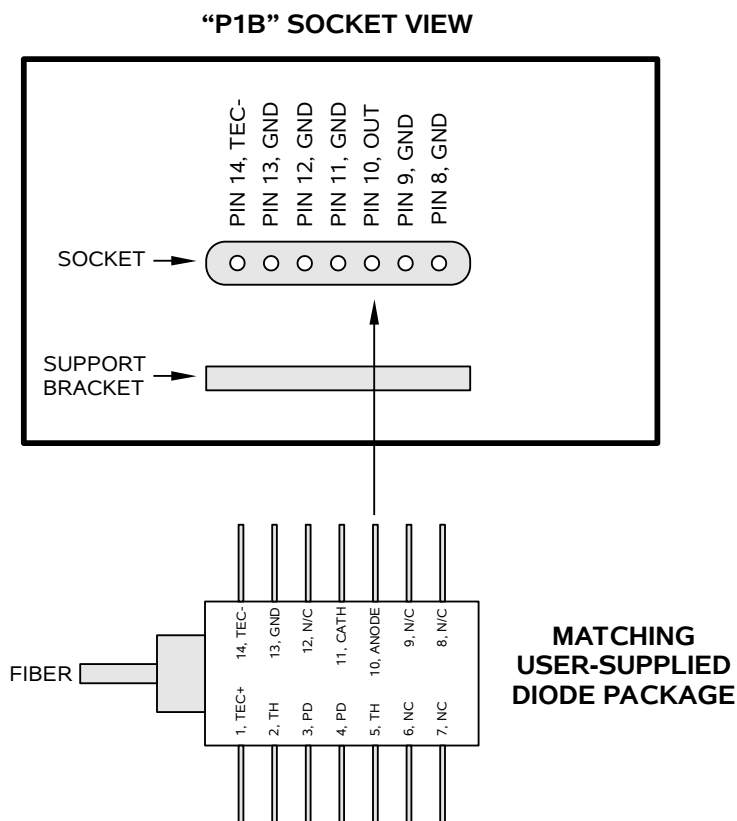 “P1B” SOCKET VIEW
PIN 14, TEC-
PIN 13, GND
PIN 12, GND
PIN 11, GND
PIN 10, OUT
PIN 9, GND
PIN 8, GND
SOCKET
SUPPORT
BRACKET
14, TEC-
13, GND
12, N/C
11, CATH
10, ANODE
9, N/C
8, N/C
FIBER
1, TEC+
2, TH
3, PD
4, PD
5, TH
6, NC
7, NC
MATCHING
USER-SUPPLIED
DIODE PACKAGE